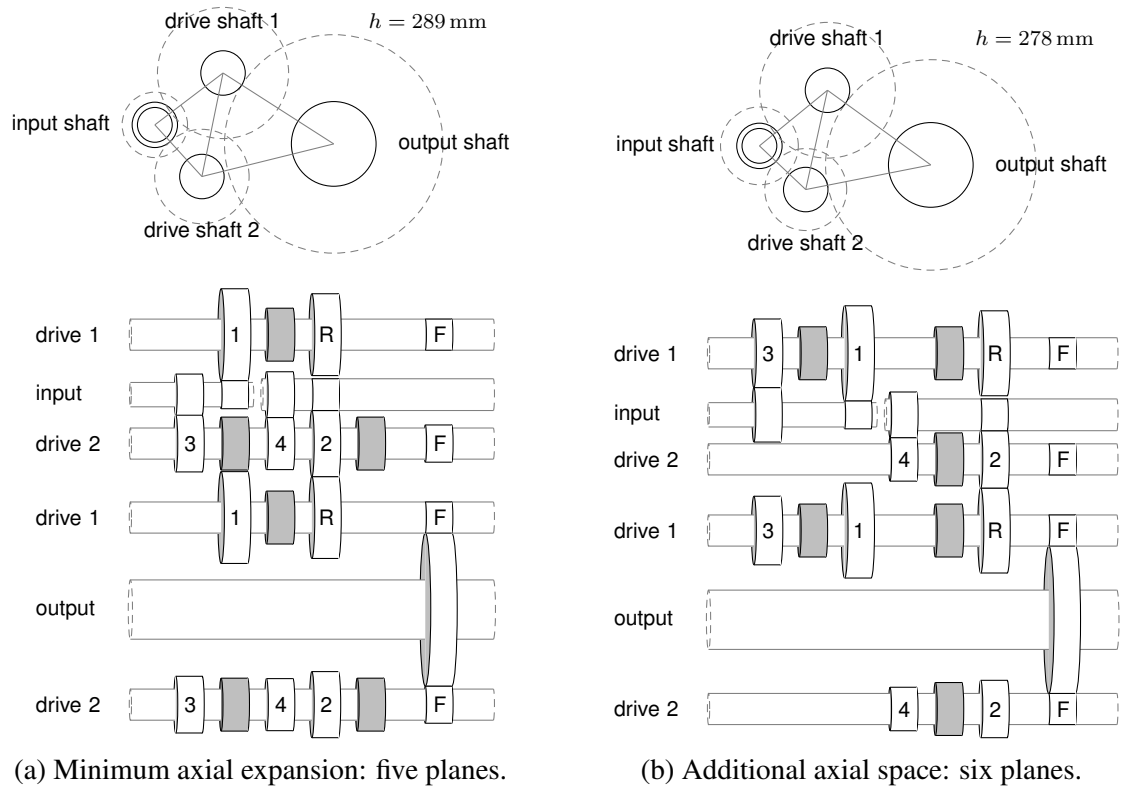 drive shaft 1
h = 289 mm
input shaft
output shaft
drive shaft 2
drive 1
1
R
F
input
drive 2
3
4
2
F
drive 1
1
R
F
output
drive 2
3
4
2
F
(a) Minimum axial expansion: five planes.
drive shaft 1
h = 278 mm
input shaft
output shaft
drive shaft 2
drive 1
3
1
R
F
input
drive 2
4
2
F
drive 1
3
1
R
F
output
drive 2
4
2
F
(b) Additional axial space: six planes.